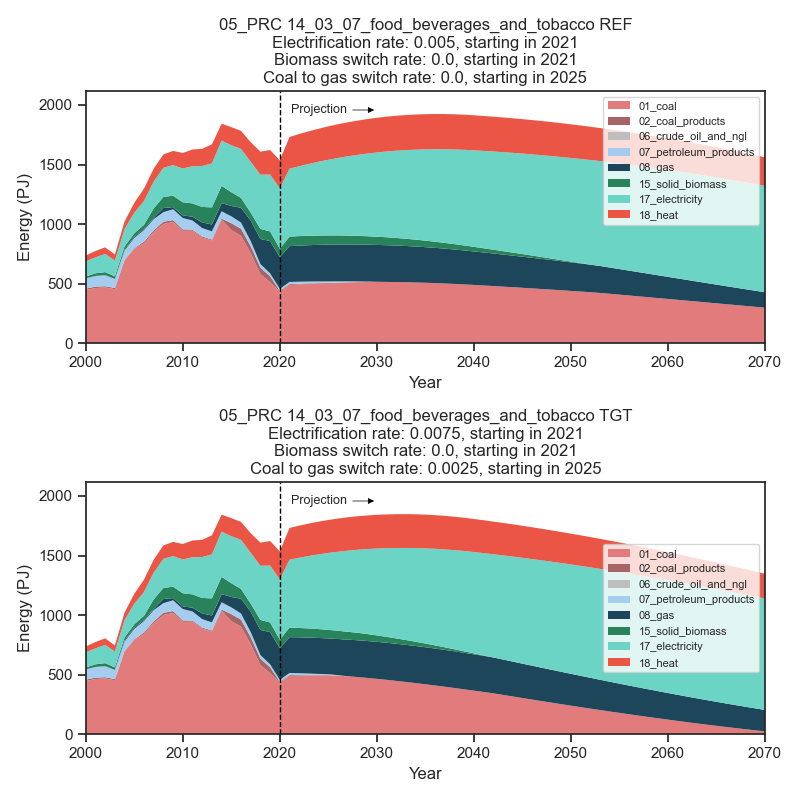 05_PRC 14_03_07_food_beverages_and_tobacco REF
Electrification rate: 0.005, starting in 2021
Biomass switch rate: 0.0, starting in 2021
Coal to gas switch rate: 0.0, starting in 2025
Energy (PJ)
2000
1500
1000
500
0
Projection
01_coal
02_coal_products
06_crude_oil_and_ngl
07_petroleum_products
08_gas
15_solid_biomass
17_electricity
18_heat
2000 2010 2020 2030 2040 2050 2060 2070
Year
05_PRC 14_03_07_food_beverages_and_tobacco TGT
Electrification rate: 0.0075, starting in 2021
Biomass switch rate: 0.0, starting in 2021
Coal to gas switch rate: 0.0025, starting in 2025
Energy (PJ)
2000
1500
1000
500
0
Projection
01_coal
02_coal_products
06_crude_oil_and_ngl
07_petroleum_products
08_gas
15_solid_biomass
17_electricity
18_heat
2000 2010 2020 2030 2040 2050 2060 2070
Year